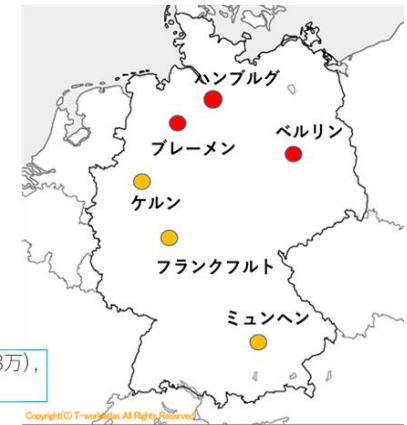 ハンブルグ
ブレーメン
ベルリン
ケルン
フランクフルト
ミュンヘン
万),
Copyright(C) T-worldatlas All Rights Reserved